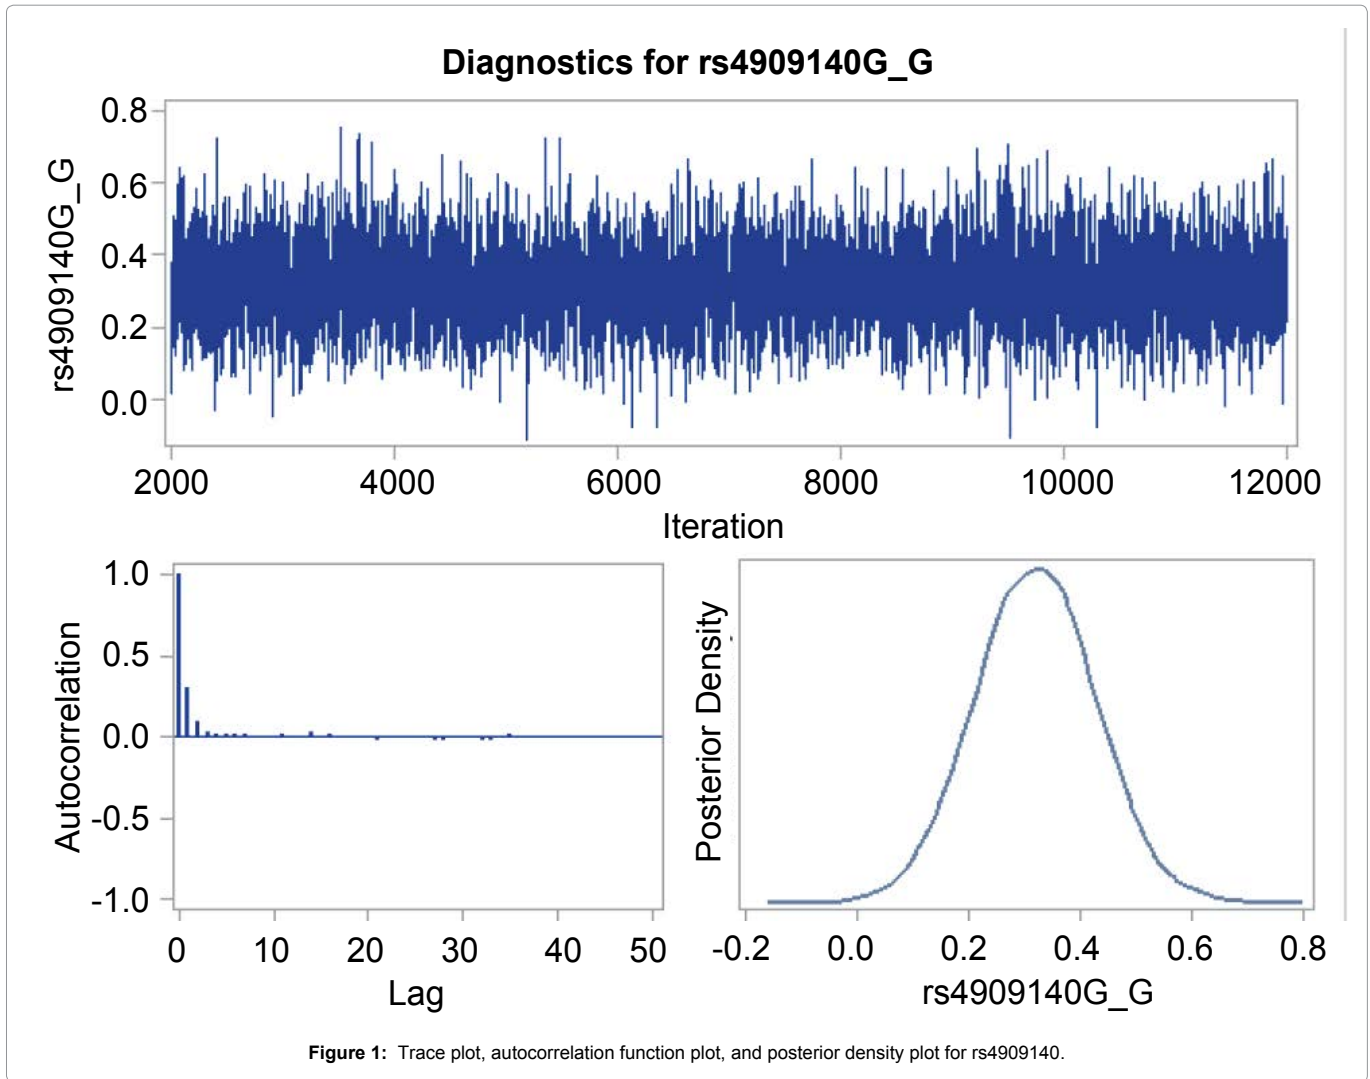 Diagnostics for rs4909140G_G
rs4909140G_G
0.8
0.6
0.4
0.2
0.0
2000 4000 6000 8000 10000 12000
Iteration
Autocorrelation
1.0
0.5
0.0
-0.5
-1.0
0 10 20 30 40 50
Lag
Posterior Density
-0.2 0.0 0.2 0.4 0.6 0.8
rs4909140G_G
Figure 1: Trace plot, autocorrelation function plot, and posterior density plot for rs4909140.